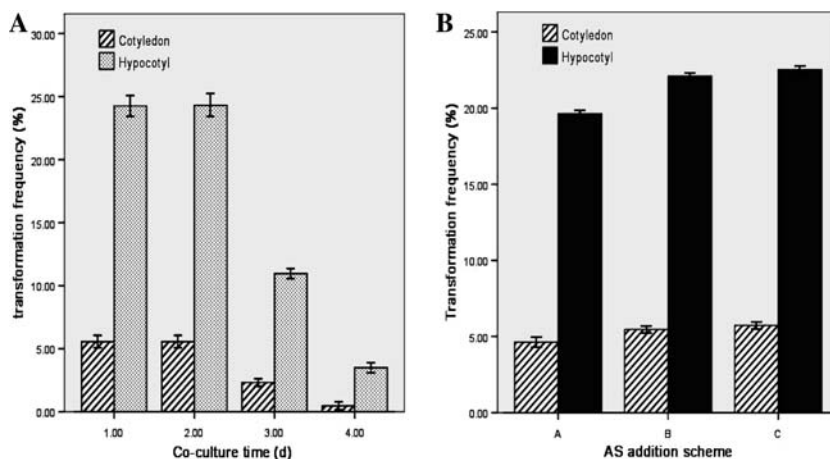 A
transformation frequency (%)
30.00
25.00
20.00
15.00
10.00
5.00
0.00
Cotyledon
Hypocotyl
1.00 2.00 3.00 4.00
Co-culture time (d)
B
Transformation frequency (%)
25.00
20.00
15.00
10.00
5.00
0.00
Cotyledon
Hypocotyl
A B C
AS addition scheme